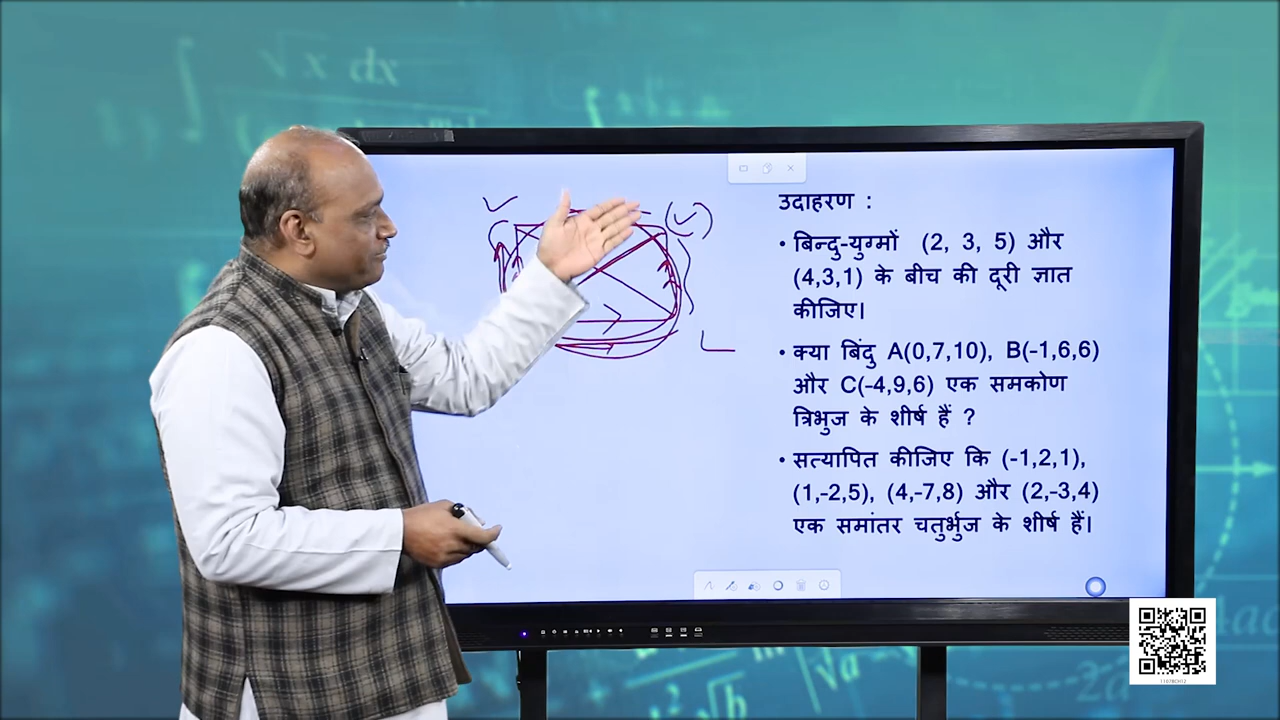 √x dx
उदाहरण :
• बिन्दु-युग्मों (2, 3, 5) और
(4,3,1) के बीच की दूरी ज्ञात
कीजिए।
• क्या बिंदु A(0,7,10), B(-1,6,6)
और C(-4,9,6) एक समकोण
त्रिभुज के शीर्ष हैं ?
• सत्यापित कीजिए कि (-1,2,1),
(1,-2,5), (4,-7,8) और (2,-3,4)
एक समांतर चतुर्भुज के शीर्ष हैं।